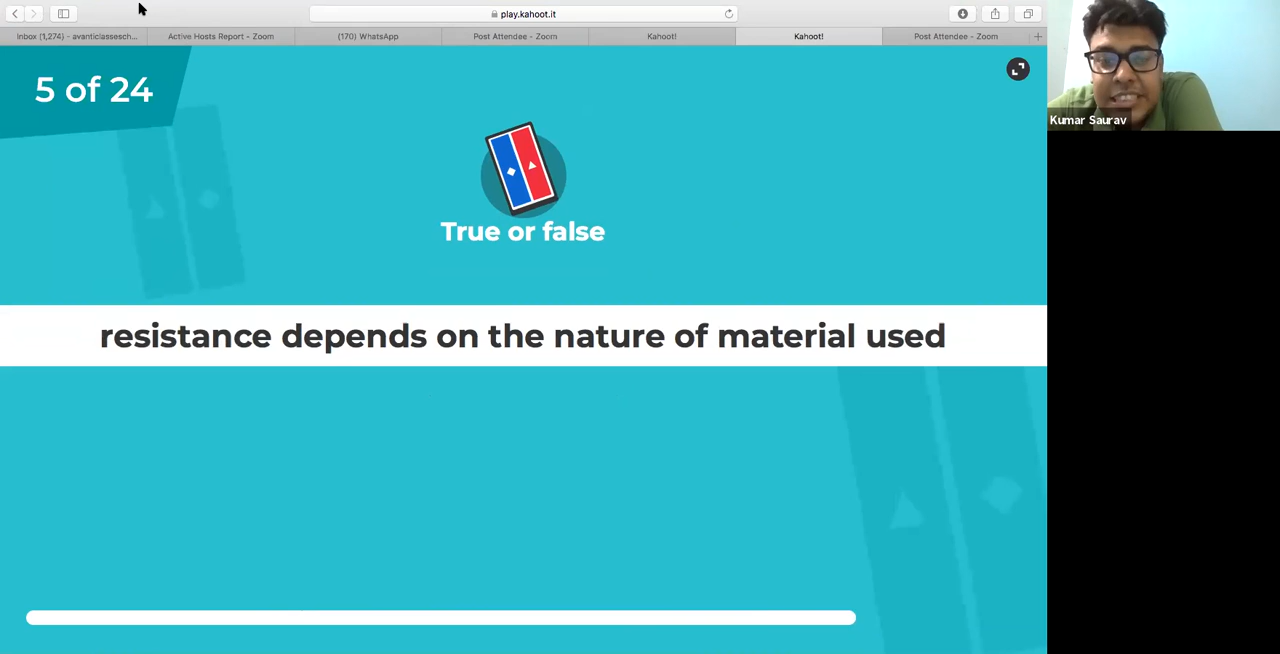 play.kahoot.it
Inbox (1,274) - avanticlassesch...
Active Hosts Report - Zoom
(170) WhatsApp
Post Attendee - Zoom
Kahoot!
Kahoot!
Post Attendee - Zoom
5 of 24
Kumar Saurav
True or false
resistance depends on the nature of material used